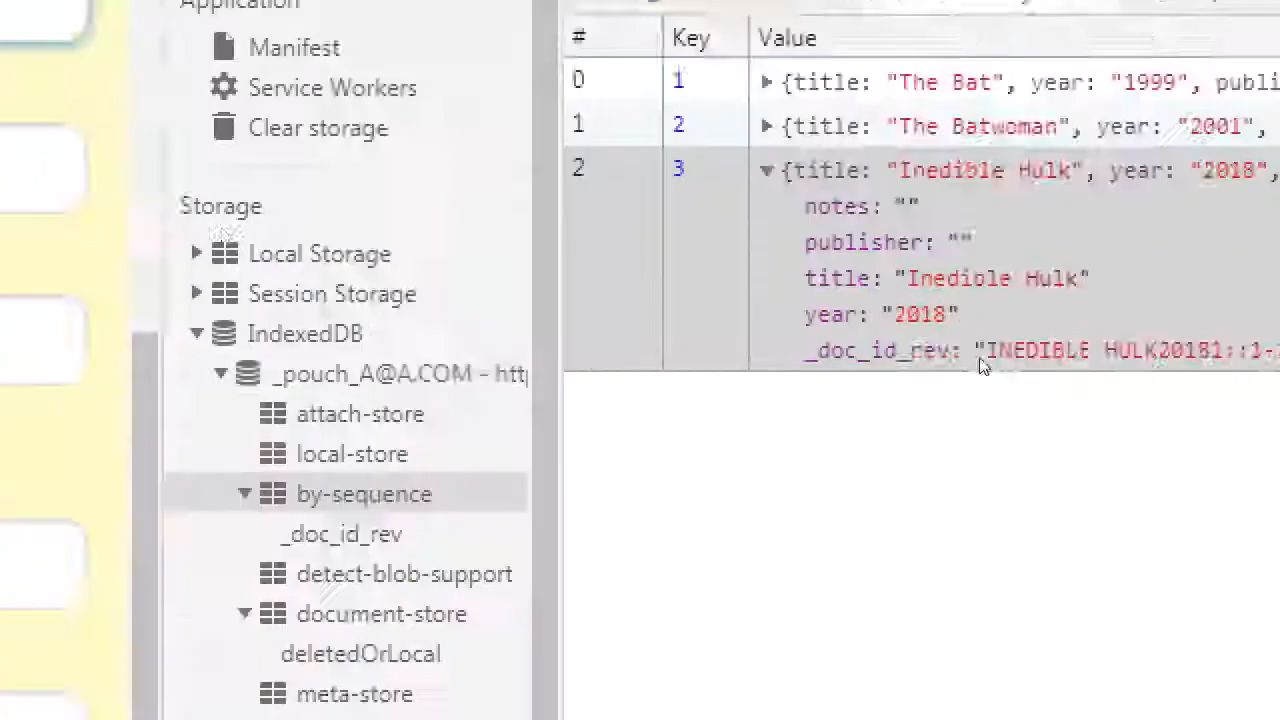 Application
Manifest
Service Workers
Clear storage
Storage
Local Storage
Session Storage
IndexedDB
_pouch_A@A.COM - htt
attach-store
local-store
by-sequence
_doc_id_rev
detect-blob-support
document-store
deletedOrLocal
meta-store
# Key Value
0 1 {title: "The Bat", year: "1999", publi
1 2 {title: "The Batwoman", year: "2001",
2 3 {title: "Inedible Hulk", year: "2018",
notes: ""
publisher: ""
title: "Inedible Hulk"
year: "2018"
_doc_id_rev: "INEDIBLE HULK20181::1-